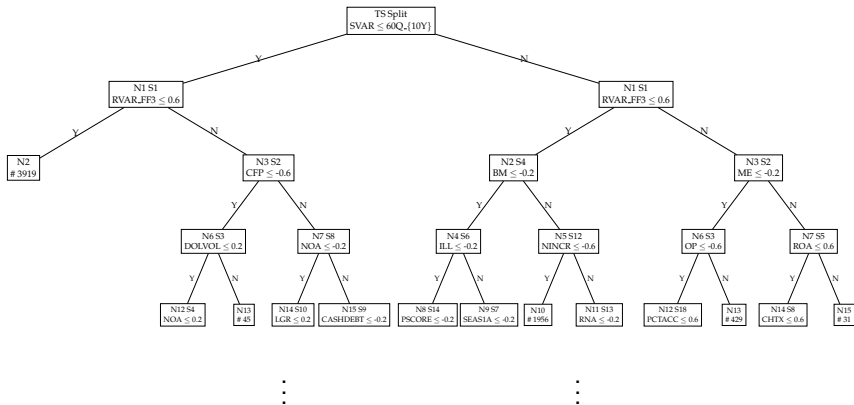 TS Split
SVAR ≤ 60Q_{10Y}
Y
N
N1 S1
RVAR_FF3 ≤ 0.6
N1 S1
RVAR_FF3 ≤ 0.6
Y
N
Y
N
N2
# 3919
N3 S2
CFP ≤ -0.6
N2 S4
BM ≤ -0.2
N3 S2
ME ≤ -0.2
Y
N
Y
N
Y
N
N6 S3
DOLVOL ≤ 0.2
N7 S8
NOA ≤ -0.2
N4 S6
ILL ≤ -0.2
N5 S12
NINCR ≤ -0.6
N6 S3
OP ≤ -0.6
N7 S5
ROA ≤ 0.6
Y
N
Y
N
Y
N
Y
N
Y
N
Y
N
N12 S4
NOA ≤ 0.2
N13
# 45
N14 S10
LGR ≤ 0.2
N15 S9
CASHDEBT ≤ -0.2
N8 S14
PSCORE ≤ -0.2
N9 S7
SEAS1A ≤ -0.2
N10
# 1956
N11 S13
RNA ≤ -0.2
N12 S18
PCTACC ≤ 0.6
N13
# 429
N14 S8
CHTX ≤ 0.6
N15
# 31